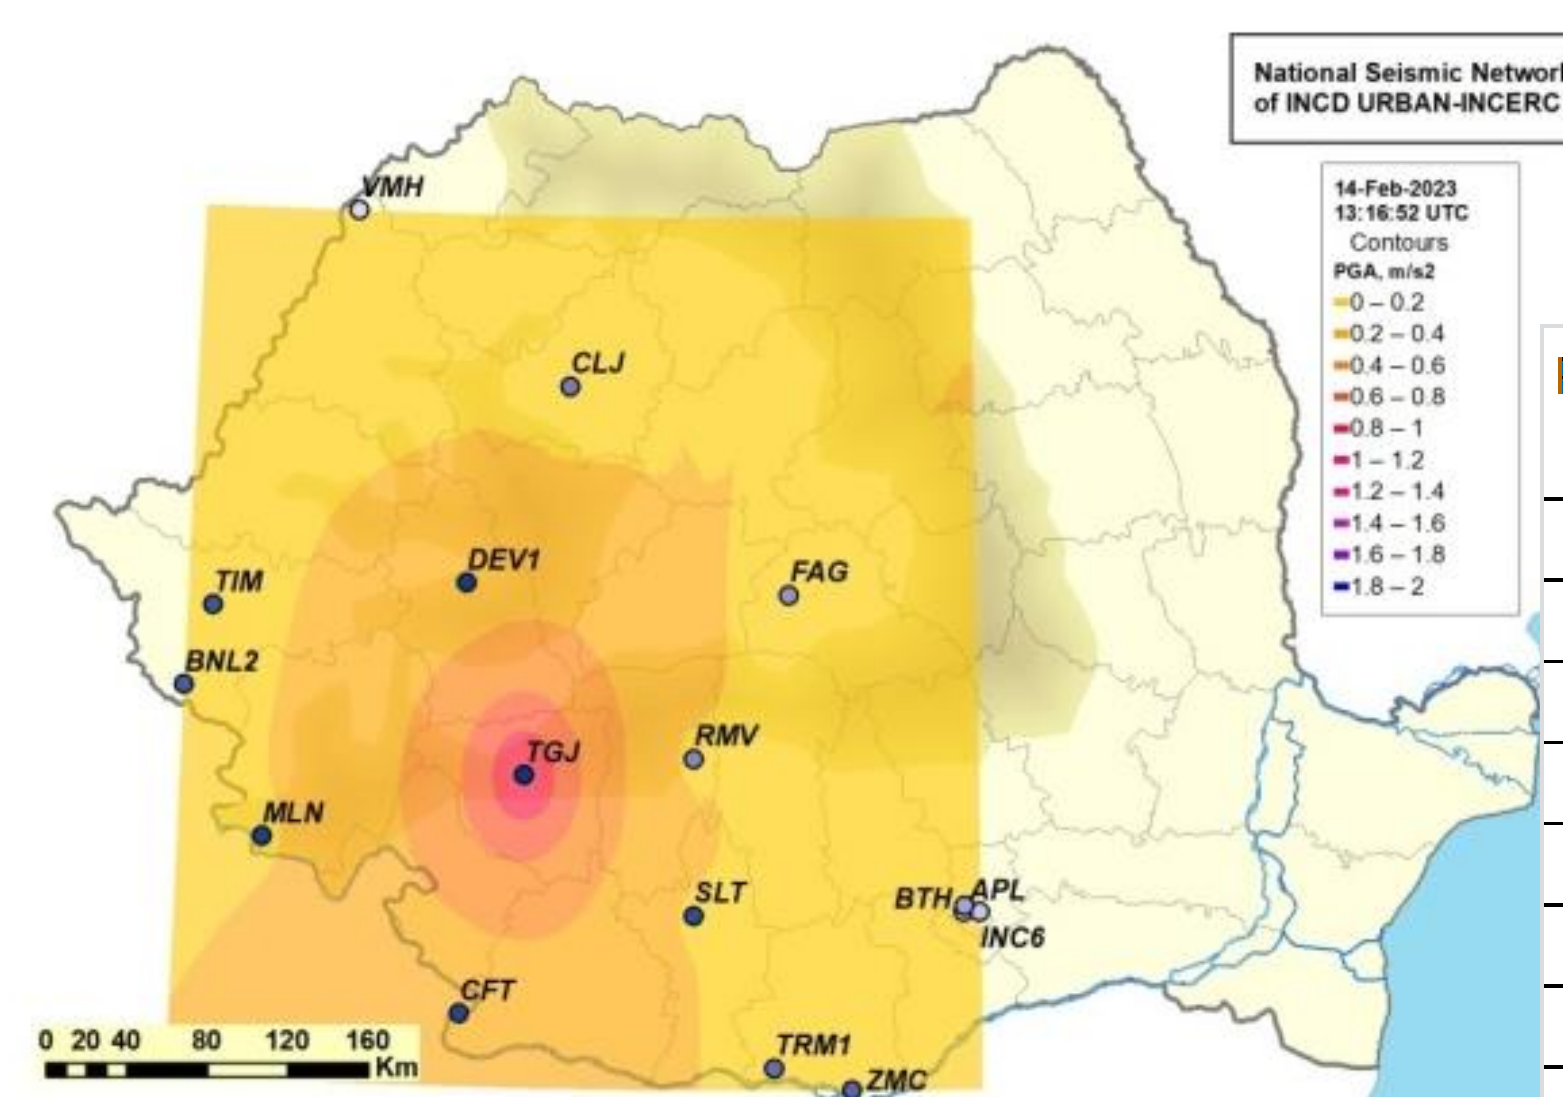 National Seismic Network
of INCD URBAN-INCERC
14-Feb-2023
13:16:52 UTC
Contours
PGA, m/s2
0 – 0.2
0.2 – 0.4
0.4 – 0.6
0.6 – 0.8
0.8 – 1
1 – 1.2
1.2 – 1.4
1.4 – 1.6
1.6 – 1.8
1.8 – 2
VMH
CLJ
DEV1
TIM
FAG
BNL2
RMV
TGJ
MLN
SLT
BTH APL
INC6
CFT
TRM1
ZMC
0 20 40 80 120 160
Km